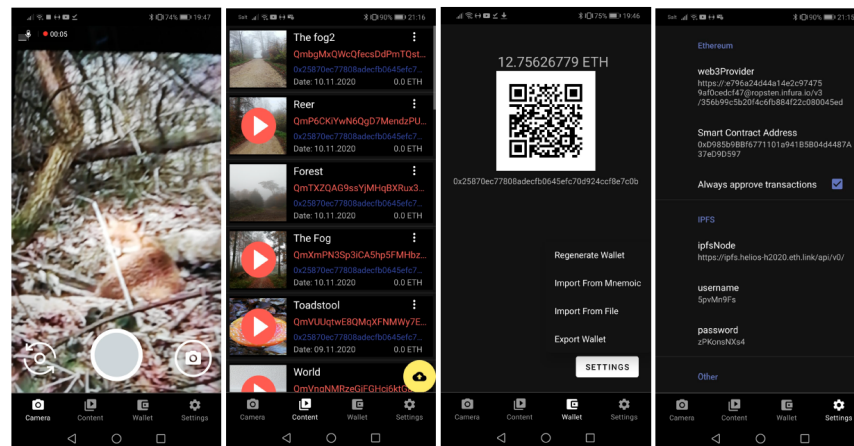 74% 19:47
00:05
Camera
Content
Wallet
Settings
Salt 90% 21:16
The fog2
QmbgMxQWcQfecsDdPmTQst...
0x25870ec77808adecfb0645efc7...
Date: 10.11.2020 0.0 ETH
Reer
QmP6CKiYwN6QgD7MendzPU...
0x25870ec77808adecfb0645efc7...
Date: 10.11.2020 0.0 ETH
Forest
QmTXZQAG9ssYjMHqBXRux3...
0x25870ec77808adecfb0645efc7...
Date: 10.11.2020 0.0 ETH
The Fog
QmXmPN3Sp3iCA5hp5FMHbz...
0x25870ec77808adecfb0645efc7...
Date: 10.11.2020 0.0 ETH
Toadstool
QmVUUqtwE8QMqXFNMWy7E...
0x25870ec77808adecfb0645efc7...
Date: 09.11.2020 0.0 ETH
World
Camera
Content
Wallet
Settings
75% 19:46
12.75626779 ETH
0x25870ec77808adecfb0645efc70d924ccf8e7c0b
Regenerate Wallet
Import From Mnemoic
Import From File
Export Wallet
SETTINGS
Camera
Content
Wallet
Settings
Salt 90% 21:15
Ethereum
web3Provider
https://:e796a24d44a14e2c97475
9af0cedcf47@ropsten.infura.io/v3
/356b99c5b20f4c6fb884f22c080045ed
Smart Contract Address
0xD985b9BBf6771101a941B5B04d4487A
37eD9D597
Always approve transactions
IPFS
ipfsNode
https://ipfs.helios-h2020.eth.link/api/v0/
username
5pvMn9Fs
password
zPKonsNXs4
Other
Camera
Content
Wallet
Settings